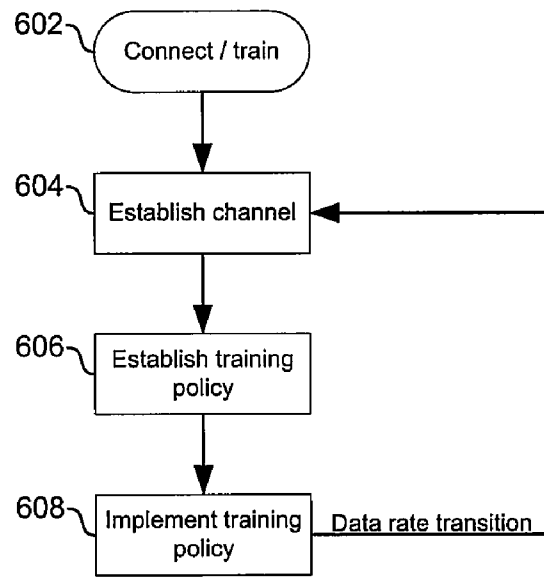 602
Connect / train
604
Establish channel
606
Establish training
policy
608
Implement training
policy
Data rate transition